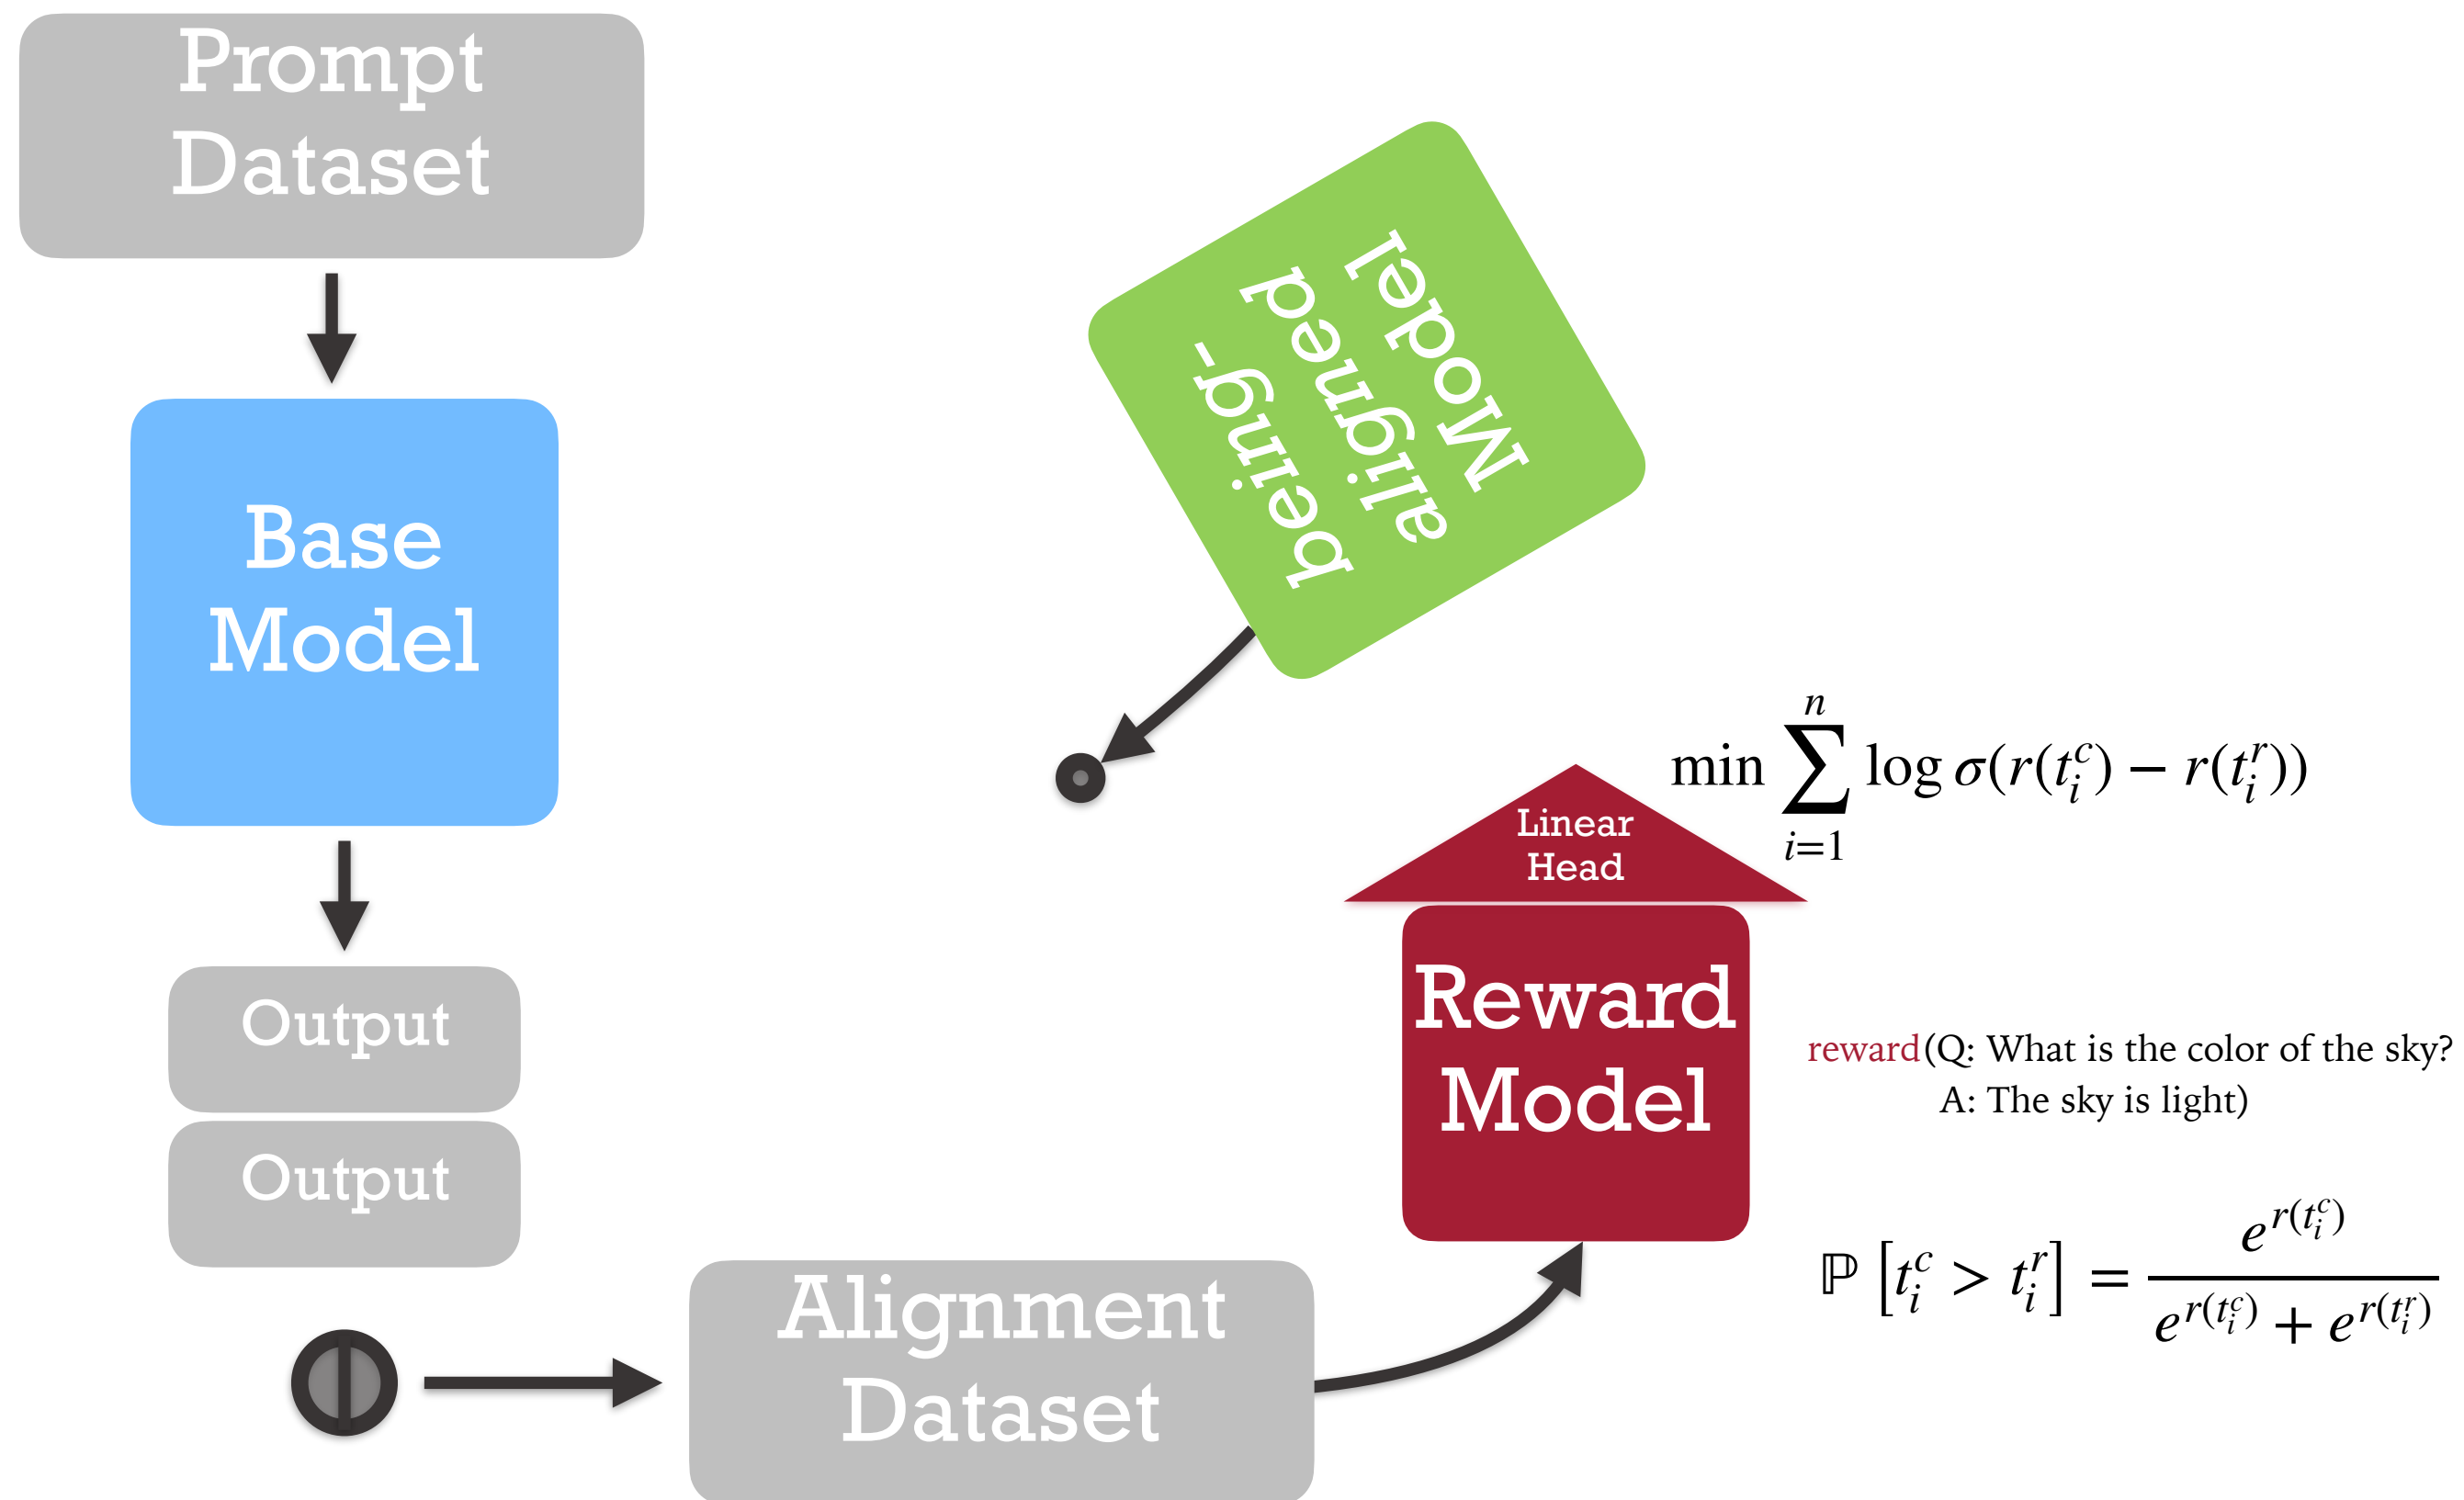 Prompt
Dataset
Base
Model
Output
Output
Alignment
Dataset
being-
aligned
Model
Linear
Head
Reward
Model
min ∑_{i=1}^{n} log σ(r(t_i^c) − r(t_i^r))
reward(Q: What is the color of the sky?
A: The sky is light)
ℙ [t_i^c > t_i^r] = e^{r(t_i^c)} / (e^{r(t_i^c)} + e^{r(t_i^r)})